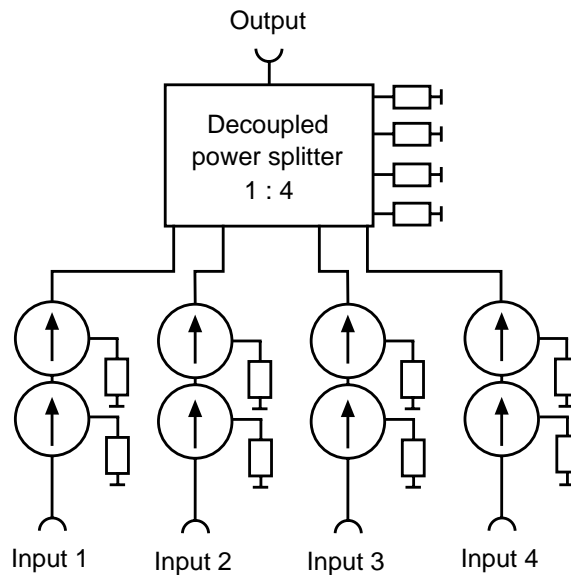 Output
Decoupled
power splitter
1 : 4
Input 1
Input 2
Input 3
Input 4